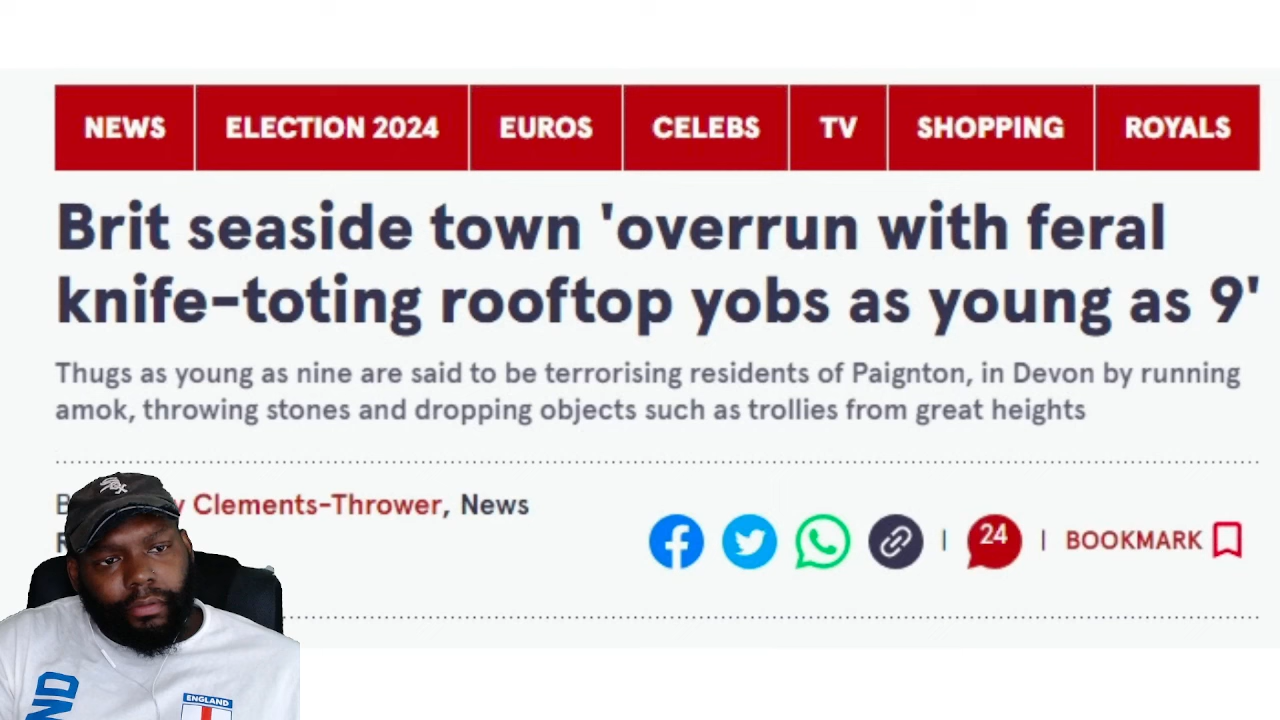 NEWS ELECTION 2024 EUROS CELEBS TV SHOPPING ROYALS
Brit seaside town 'overrun with feral
knife-toting rooftop yobs as young as 9'
Thugs as young as nine are said to be terrorising residents of Paignton, in Devon by running
amok, throwing stones and dropping objects such as trollies from great heights
Clements-Thrower, News
24 | BOOKMARK
ND
ENGLAND